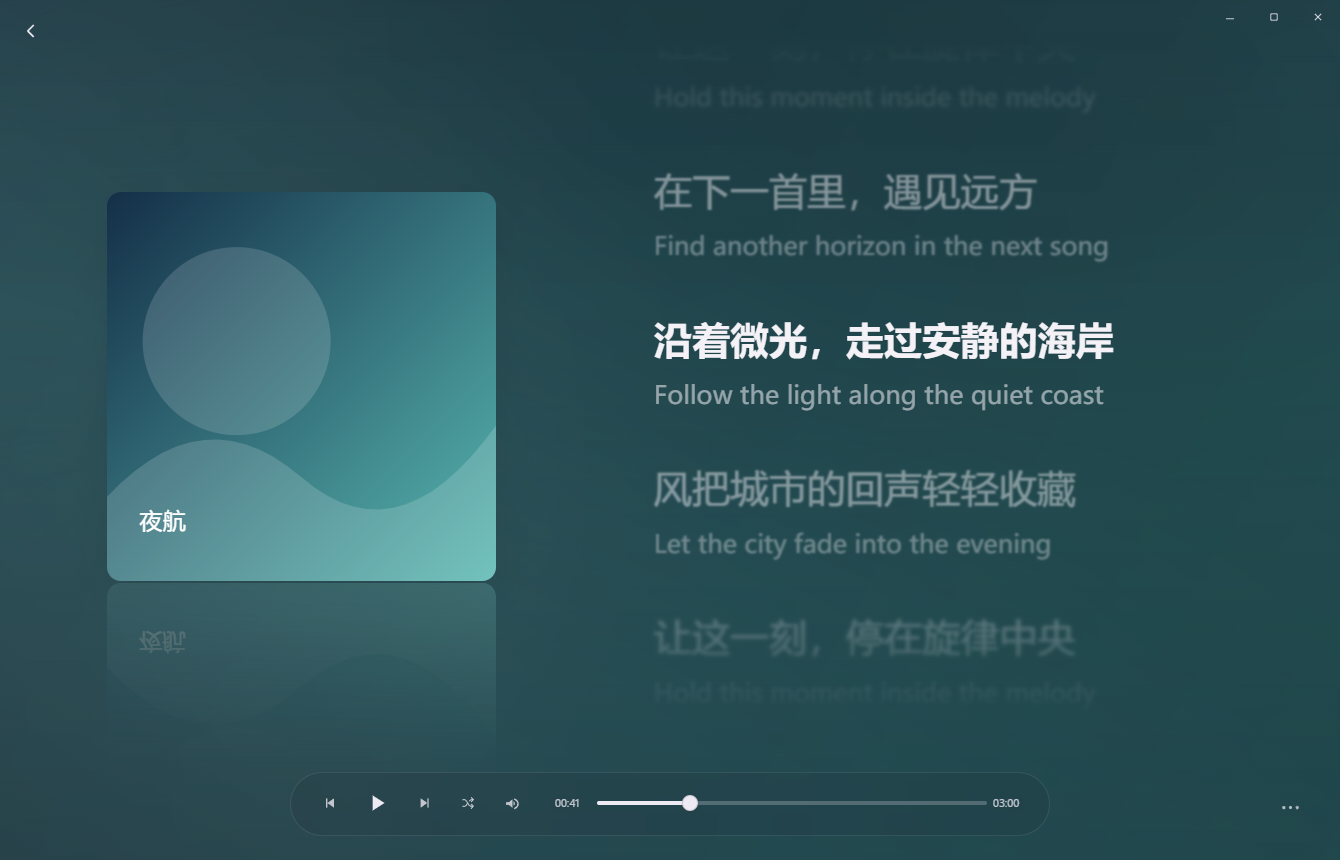 Hold this moment inside the melody
在下一首里，遇见远方
Find another horizon in the next song
沿着微光，走过安静的海岸
Follow the light along the quiet coast
风把城市的回声轻轻收藏
Let the city fade into the evening
让这一刻，停在旋律中央
Hold this moment inside the melody
夜航
夜航
00:41
03:00